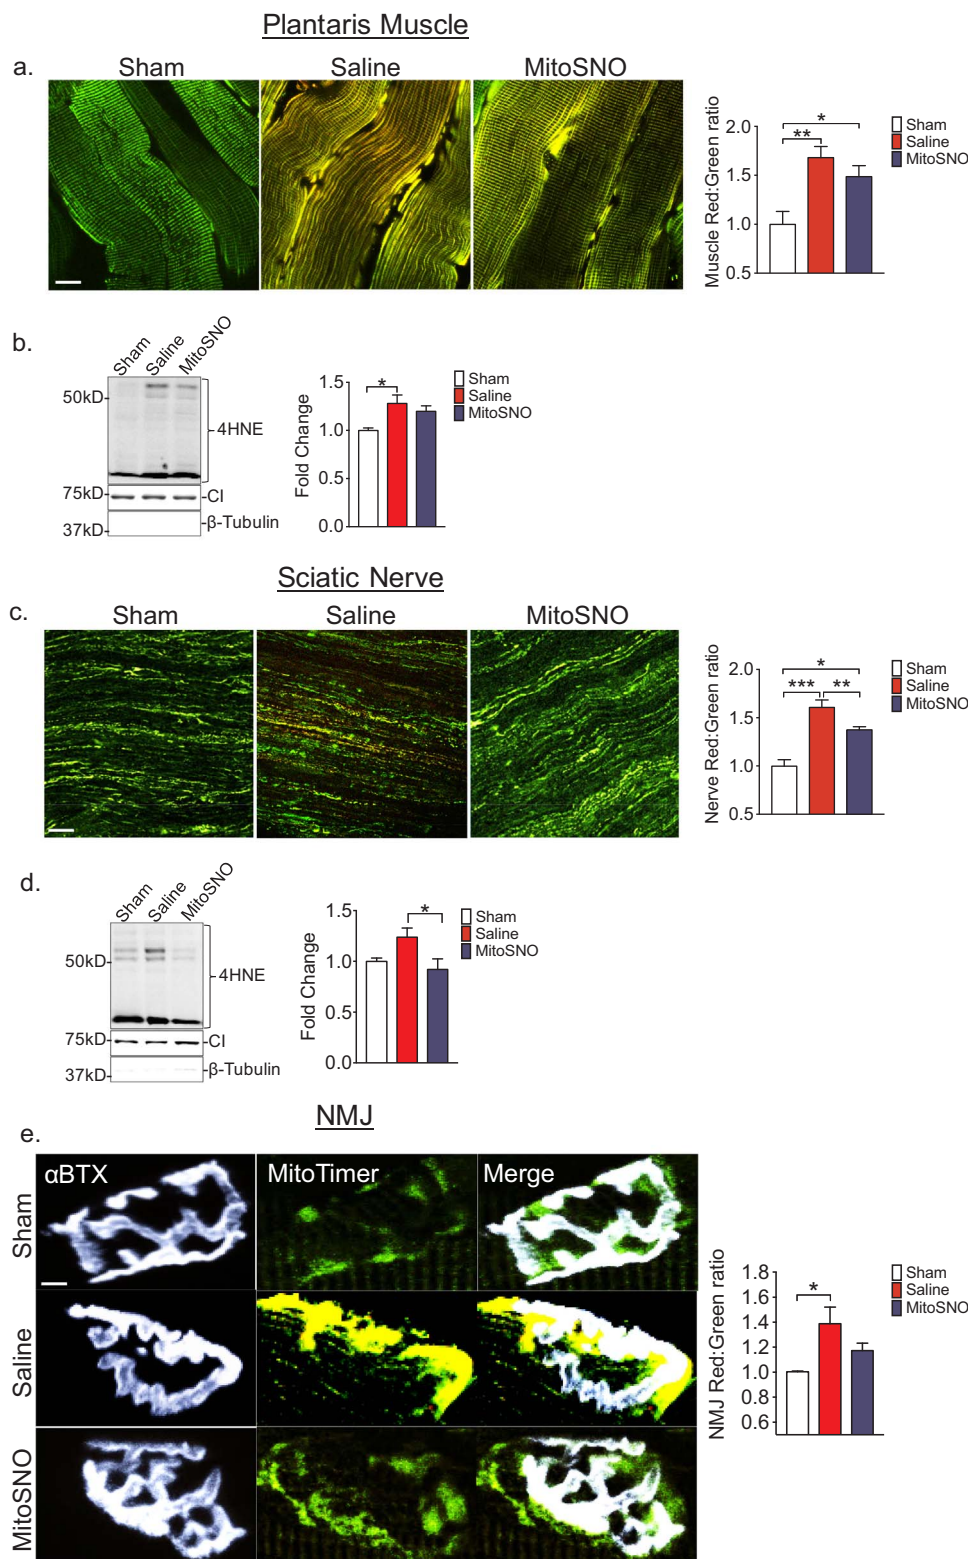 Plantaris Muscle
a.
Sham
Saline
MitoSNO
Muscle Red:Green ratio
2.0
1.5
1.0
0.5
**
*
Sham
Saline
MitoSNO
b.
Sham
Saline
MitoSNO
50kD
4HNE
75kD
CI
37kD
β-Tubulin
Fold Change
1.5
1.0
0.5
0.0
*
Sham
Saline
MitoSNO
Sciatic Nerve
c.
Sham
Saline
MitoSNO
Nerve Red:Green ratio
2.0
1.5
1.0
0.5
*
***
**
Sham
Saline
MitoSNO
d.
Sham
Saline
MitoSNO
50kD
4HNE
75kD
CI
37kD
β-Tubulin
Fold Change
1.5
1.0
0.5
0.0
*
Sham
Saline
MitoSNO
NMJ
e.
αBTX
MitoTimer
Merge
Sham
Saline
MitoSNO
NMJ Red:Green ratio
1.8
1.6
1.4
1.2
1.0
0.8
0.6
*
Sham
Saline
MitoSNO